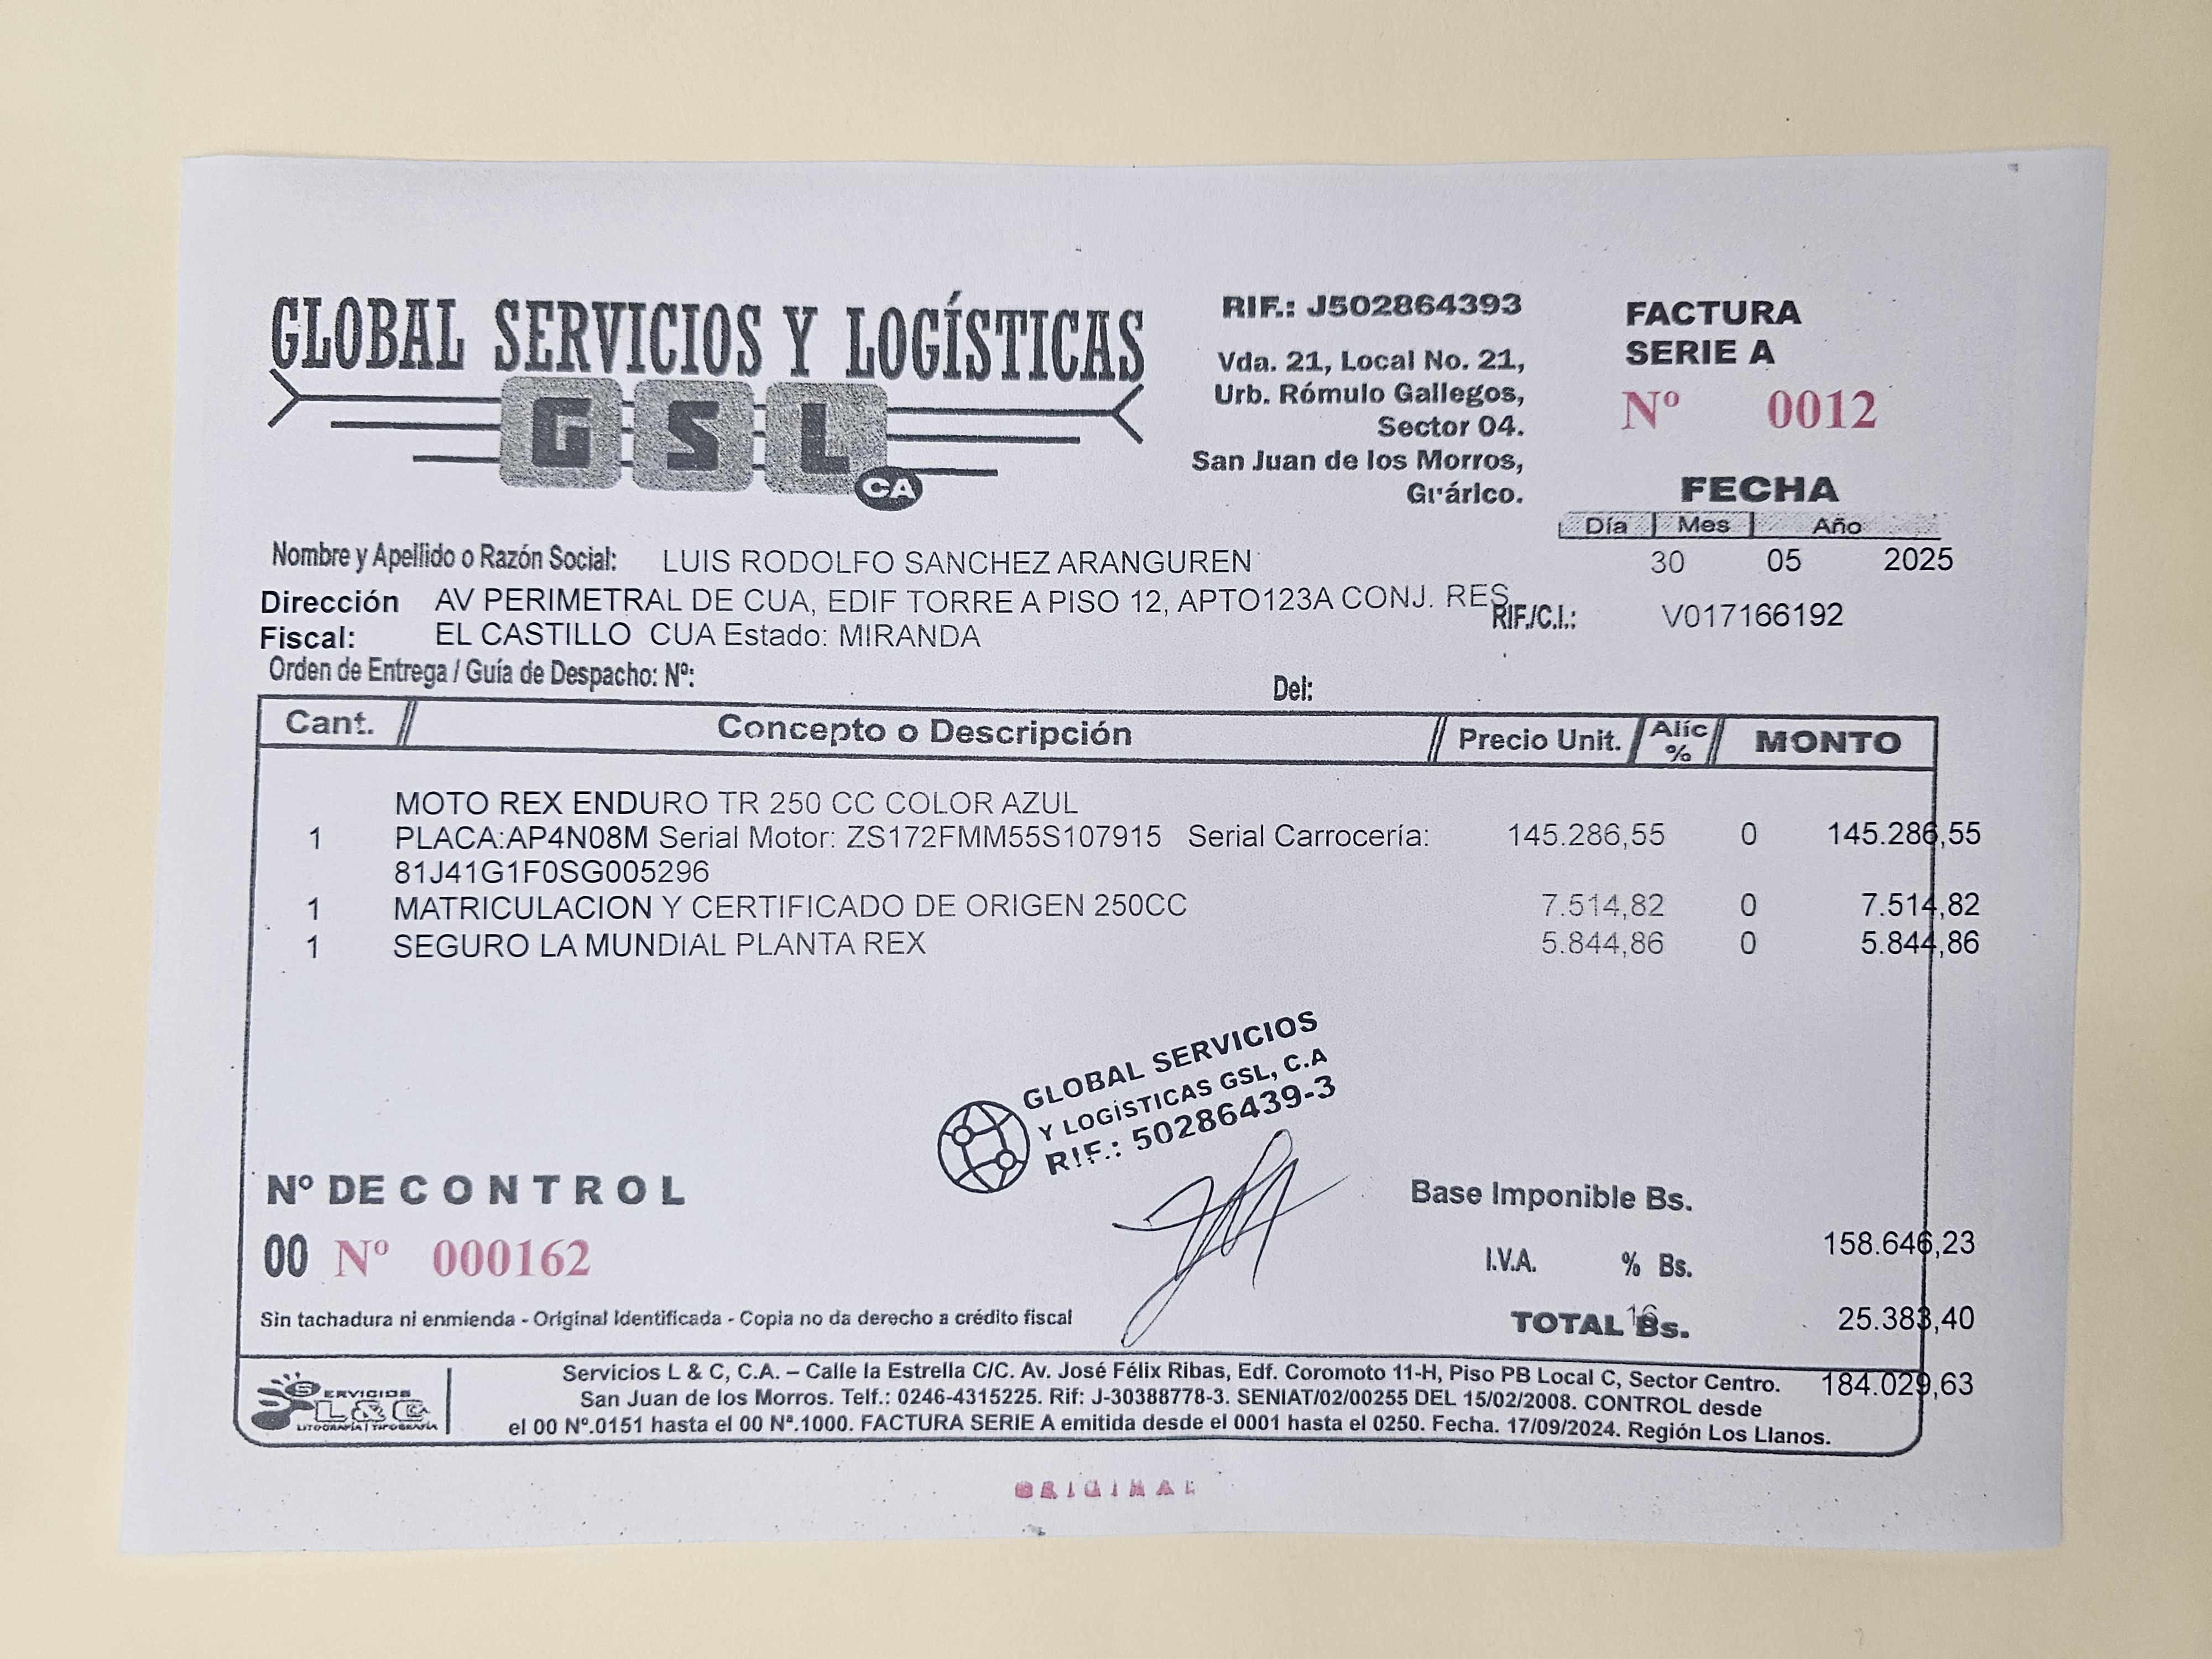 GLOBAL SERVICIOS Y LOGÍSTICAS
GSL
CA
RIF.: J502864393
Vda. 21, Local No. 21,
Urb. Rómulo Gallegos,
Sector 04.
San Juan de los Morros,
Guárico.
FACTURA
SERIE A
Nº 0012
FECHA
Día Mes Año
30 05 2025
Nombre y Apellido o Razón Social: LUIS RODOLFO SANCHEZ ARANGUREN
Dirección AV PERIMETRAL DE CUA, EDIF TORRE A PISO 12, APTO123A CONJ. RES
Fiscal: EL CASTILLO CUA Estado: MIRANDA
RIF./C.I.: V017166192
Orden de Entrega / Guía de Despacho: Nº: Del:
Cant. Concepto o Descripción Precio Unit. Alíc % MONTO
MOTO REX ENDURO TR 250 CC COLOR AZUL
1 PLACA:AP4N08M Serial Motor: ZS172FMM55S107915 Serial Carrocería: 145.286,55 0 145.286,55
81J41G1F0SG005296
1 MATRICULACION Y CERTIFICADO DE ORIGEN 250CC 7.514,82 0 7.514,82
1 SEGURO LA MUNDIAL PLANTA REX 5.844,86 0 5.844,86
GLOBAL SERVICIOS
Y LOGÍSTICAS GSL, C.A
RIF.: 50286439-3
Nº DE CONTROL
00 Nº 000162
Base Imponible Bs.
158.646,23
I.V.A. % Bs.
16
25.383,40
TOTAL Bs.
184.029,63
Sin tachadura ni enmienda - Original Identificada - Copia no da derecho a crédito fiscal
SERVICIOS
L&C CA
LITOGRAFÍA | TIPOGRAFÍA
Servicios L & C, C.A. – Calle la Estrella C/C. Av. José Félix Ribas, Edf. Coromoto 11-H, Piso PB Local C, Sector Centro.
San Juan de los Morros. Telf.: 0246-4315225. Rif: J-30388778-3. SENIAT/02/00255 DEL 15/02/2008. CONTROL desde
el 00 Nº.0151 hasta el 00 Nª.1000. FACTURA SERIE A emitida desde el 0001 hasta el 0250. Fecha. 17/09/2024. Región Los Llanos.
ORIGINAL